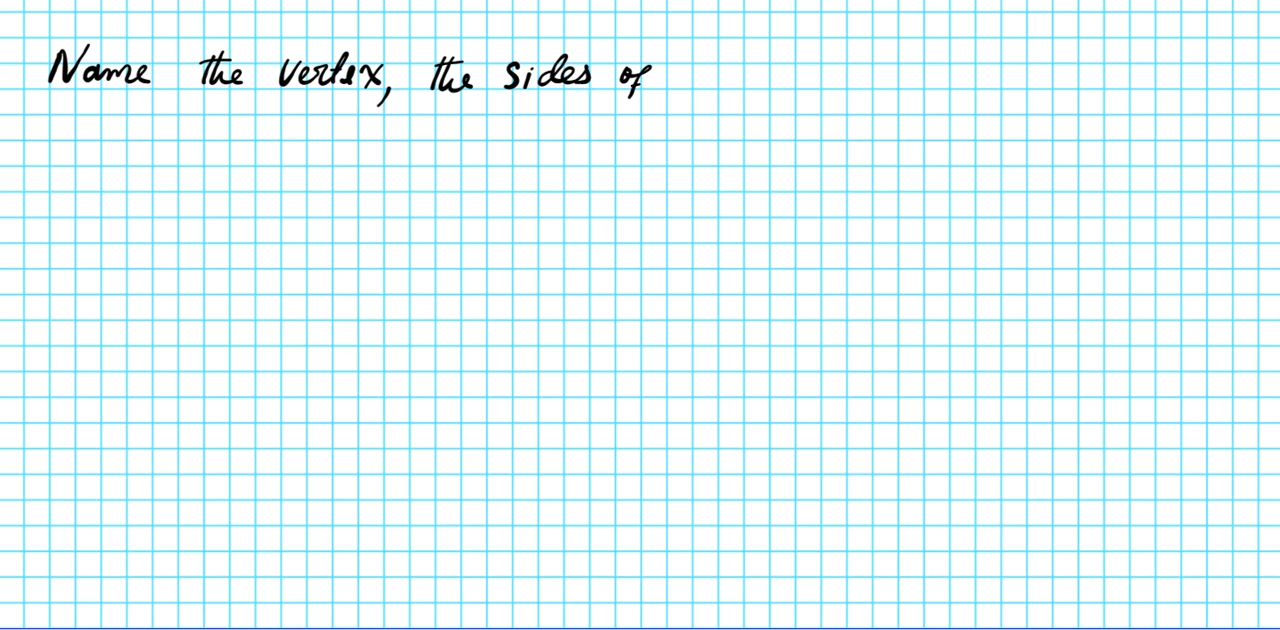 Name the vertex, the sides of